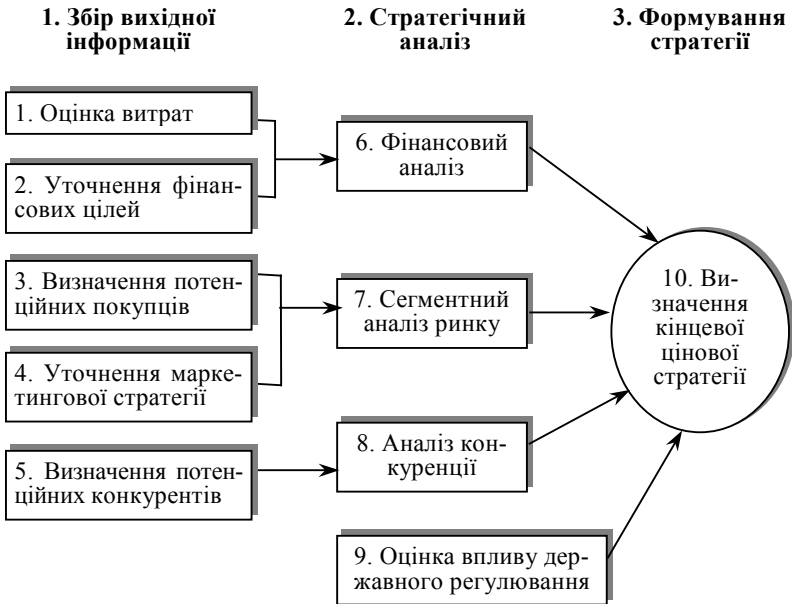 1. Збір вихідної
інформації
2. Стратегічний
аналіз
3. Формування
стратегії
1. Оцінка витрат
2. Уточнення фінан-
сових цілей
3. Визначення потен-
ційних покупців
4. Уточнення марке-
тингової стратегії
5. Визначення потен-
ційних конкурентів
6. Фінансовий
аналіз
7. Сегментний
аналіз ринку
8. Аналіз кон-
куренції
9. Оцінка впливу дер-
жавного регулювання
10. Ви-
значення
кінцевої
цінової
стратегії